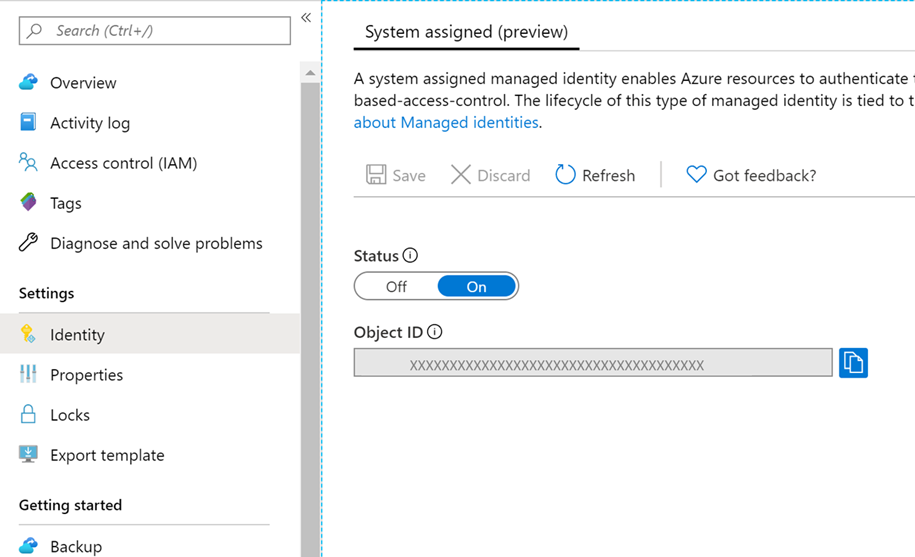 Search (Ctrl+/)
«
Overview
Activity log
Access control (IAM)
Tags
Diagnose and solve problems
Settings
Identity
Properties
Locks
Export template
Getting started
Backup
System assigned (preview)
A system assigned managed identity enables Azure resources to authenticate
based-access-control. The lifecycle of this type of managed identity is tied to
about Managed identities.
Save Discard Refresh Got feedback?
Status
Off On
Object ID
XXXXXXXXXXXXXXXXXXXXXXXXXXXXXXXXXXXX